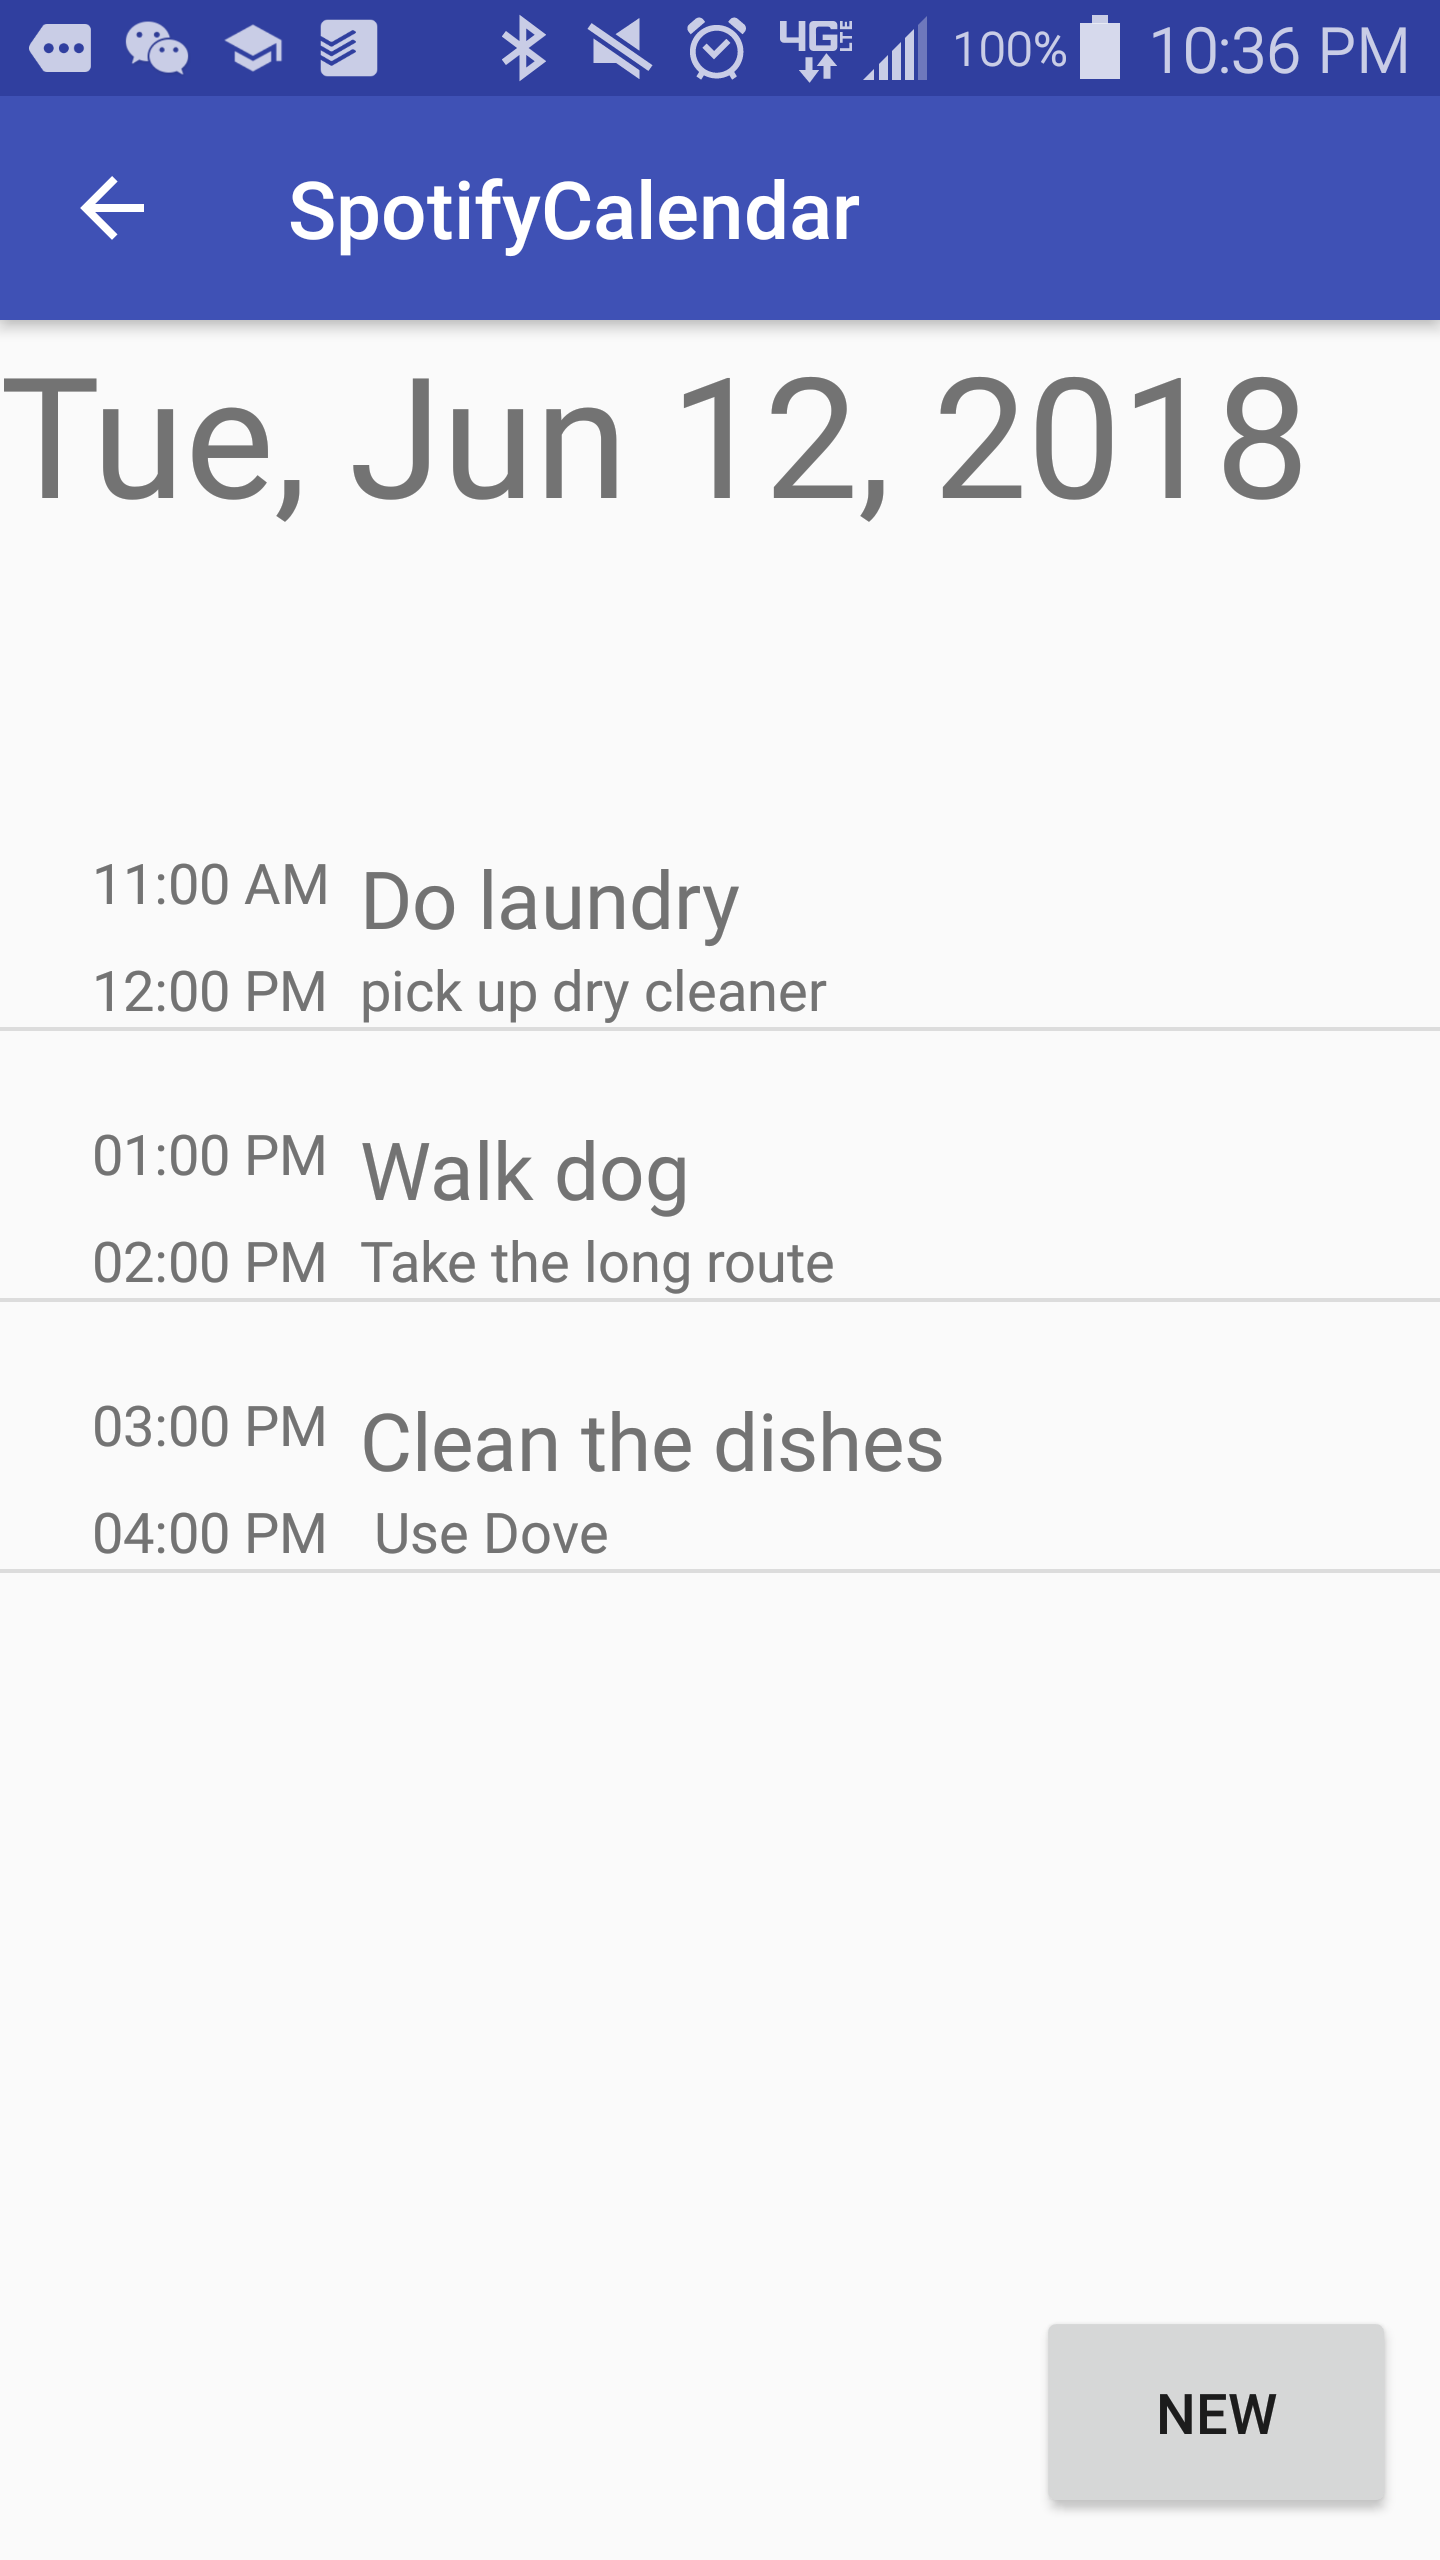 4G LTE 100% 10:36 PM
SpotifyCalendar
Tue, Jun 12, 2018
11:00 AM Do laundry
12:00 PM pick up dry cleaner
01:00 PM Walk dog
02:00 PM Take the long route
03:00 PM Clean the dishes
04:00 PM Use Dove
NEW